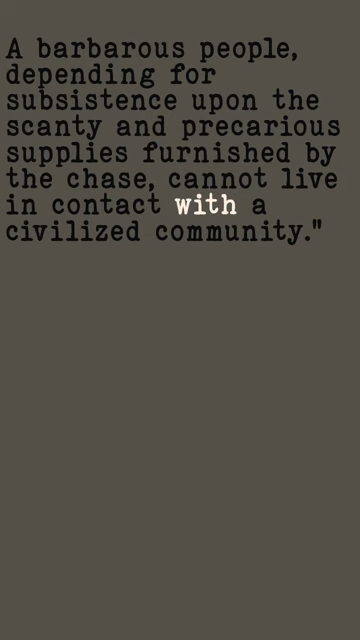 A barbarous people,
depending for
subsistence upon the
scanty and precarious
supplies furnished by
the chase, cannot live
in contact with a
civilized community."